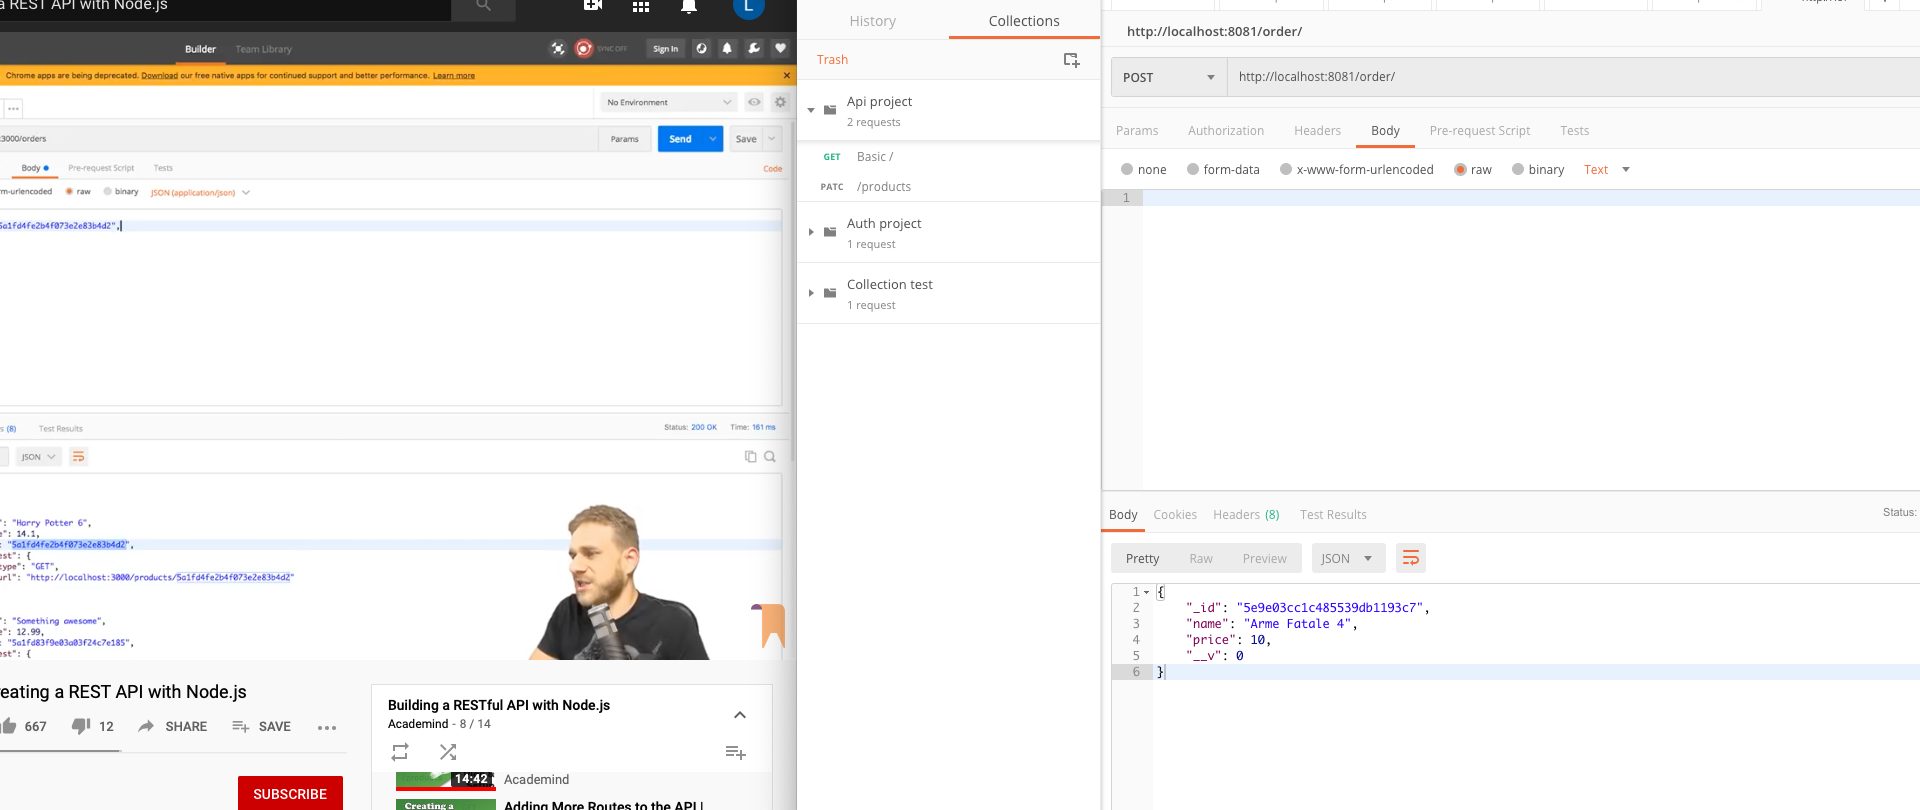 a REST API with Node.js
L
Builder
Team Library
SYNC OFF
Sign In
Chrome apps are being deprecated. Download our free native apps for continued support and better performance. Learn more
No Environment
:3000/orders
Params
Send
Save
Body
Pre-request Script
Tests
Code
m-urlencoded
raw
binary
JSON (application/json)
5a1fd4fe2b4f073e2e83b4d2",
s (8)
Test Results
Status: 200 OK
Time: 161 ms
JSON
": "Harry Potter 6",
e": 14.1,
: "5a1fd4fe2b4f073e2e83b4d2",
est": {
type": "GET",
url": "http://localhost:3000/products/5a1fd4fe2b4f073e2e83b4d2"
": "Something awesome",
e": 12.99,
: "5a1fd83f9e03a03f24c7e185",
est": {
reating a REST API with Node.js
667
12
SHARE
SAVE
SUBSCRIBE
Building a RESTful API with Node.js
Academind - 8 / 14
14:42
Academind
Creating a
Adding More Routes to the API |
History
Collections
Trash
Api project
2 requests
GET Basic /
PATC /products
Auth project
1 request
Collection test
1 request
http://localhost:8081/order/
POST
http://localhost:8081/order/
Params
Authorization
Headers
Body
Pre-request Script
Tests
none
form-data
x-www-form-urlencoded
raw
binary
Text
1
Body
Cookies
Headers (8)
Test Results
Status:
Pretty
Raw
Preview
JSON
1 {
2 "_id": "5e9e03cc1c485539db1193c7",
3 "name": "Arme Fatale 4",
4 "price": 10,
5 "__v": 0
6 }